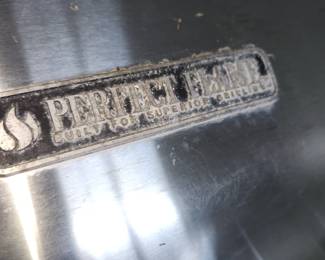 PERFECT FLAME
BUILT FOR SUPERIOR GRILLING